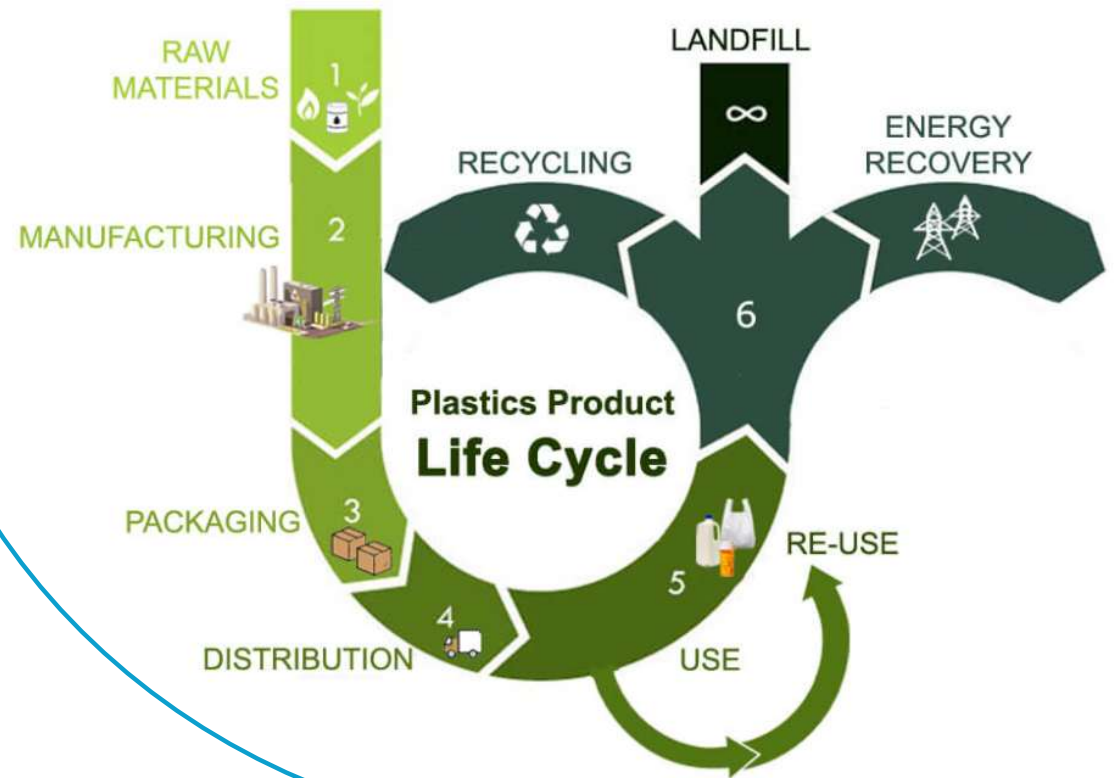 RAW
MATERIALS
1
MANUFACTURING
2
PACKAGING
3
DISTRIBUTION
4
USE
5
RE-USE
6
RECYCLING
LANDFILL
∞
ENERGY
RECOVERY
Plastics Product
Life Cycle